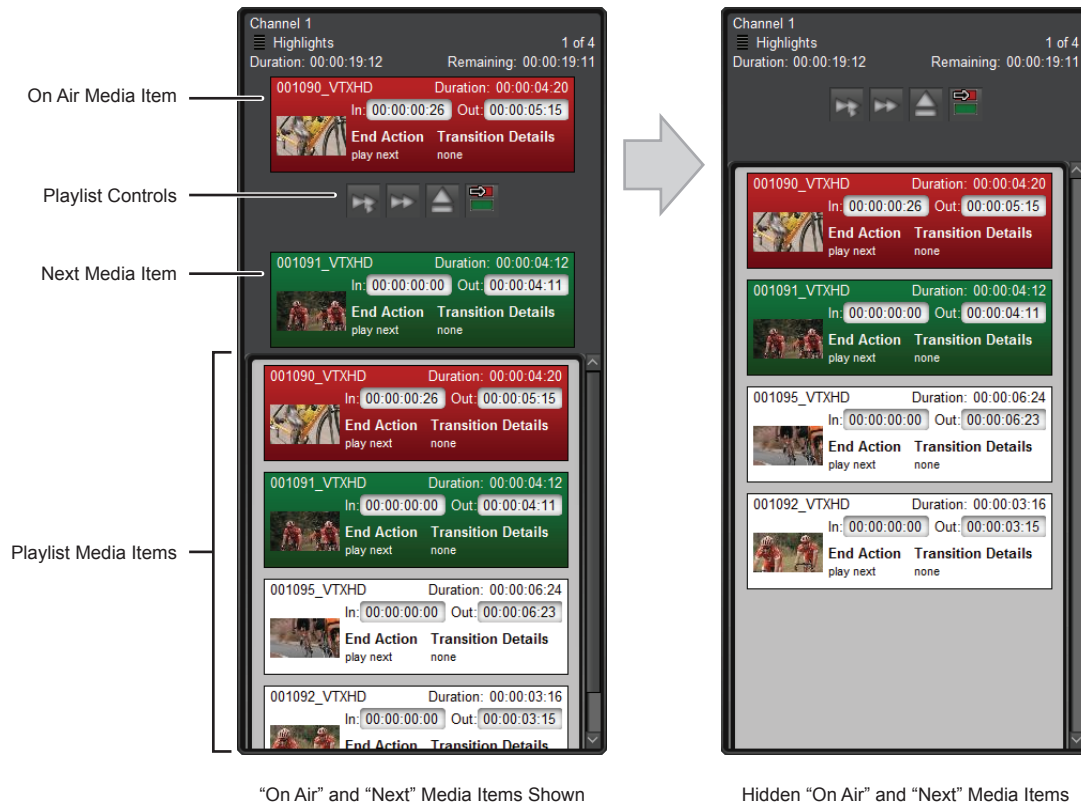 Channel 1
Highlights 1 of 4
Duration: 00:00:19:12 Remaining: 00:00:19:11
On Air Media Item
001090_VTXHD Duration: 00:00:04:20
In: 00:00:00:26 Out: 00:00:05:15
End Action Transition Details
play next none
Playlist Controls
Next Media Item
001091_VTXHD Duration: 00:00:04:12
In: 00:00:00:00 Out: 00:00:04:11
End Action Transition Details
play next none
Playlist Media Items
001090_VTXHD Duration: 00:00:04:20
In: 00:00:00:26 Out: 00:00:05:15
End Action Transition Details
play next none
001091_VTXHD Duration: 00:00:04:12
In: 00:00:00:00 Out: 00:00:04:11
End Action Transition Details
play next none
001095_VTXHD Duration: 00:00:06:24
In: 00:00:00:00 Out: 00:00:06:23
End Action Transition Details
play next none
001092_VTXHD Duration: 00:00:03:16
In: 00:00:00:00 Out: 00:00:03:15
End Action Transition Details
"On Air" and "Next" Media Items Shown
Channel 1
Highlights 1 of 4
Duration: 00:00:19:12 Remaining: 00:00:19:11
001090_VTXHD Duration: 00:00:04:20
In: 00:00:00:26 Out: 00:00:05:15
End Action Transition Details
play next none
001091_VTXHD Duration: 00:00:04:12
In: 00:00:00:00 Out: 00:00:04:11
End Action Transition Details
play next none
001095_VTXHD Duration: 00:00:06:24
In: 00:00:00:00 Out: 00:00:06:23
End Action Transition Details
play next none
001092_VTXHD Duration: 00:00:03:16
In: 00:00:00:00 Out: 00:00:03:15
End Action Transition Details
play next none
Hidden "On Air" and "Next" Media Items